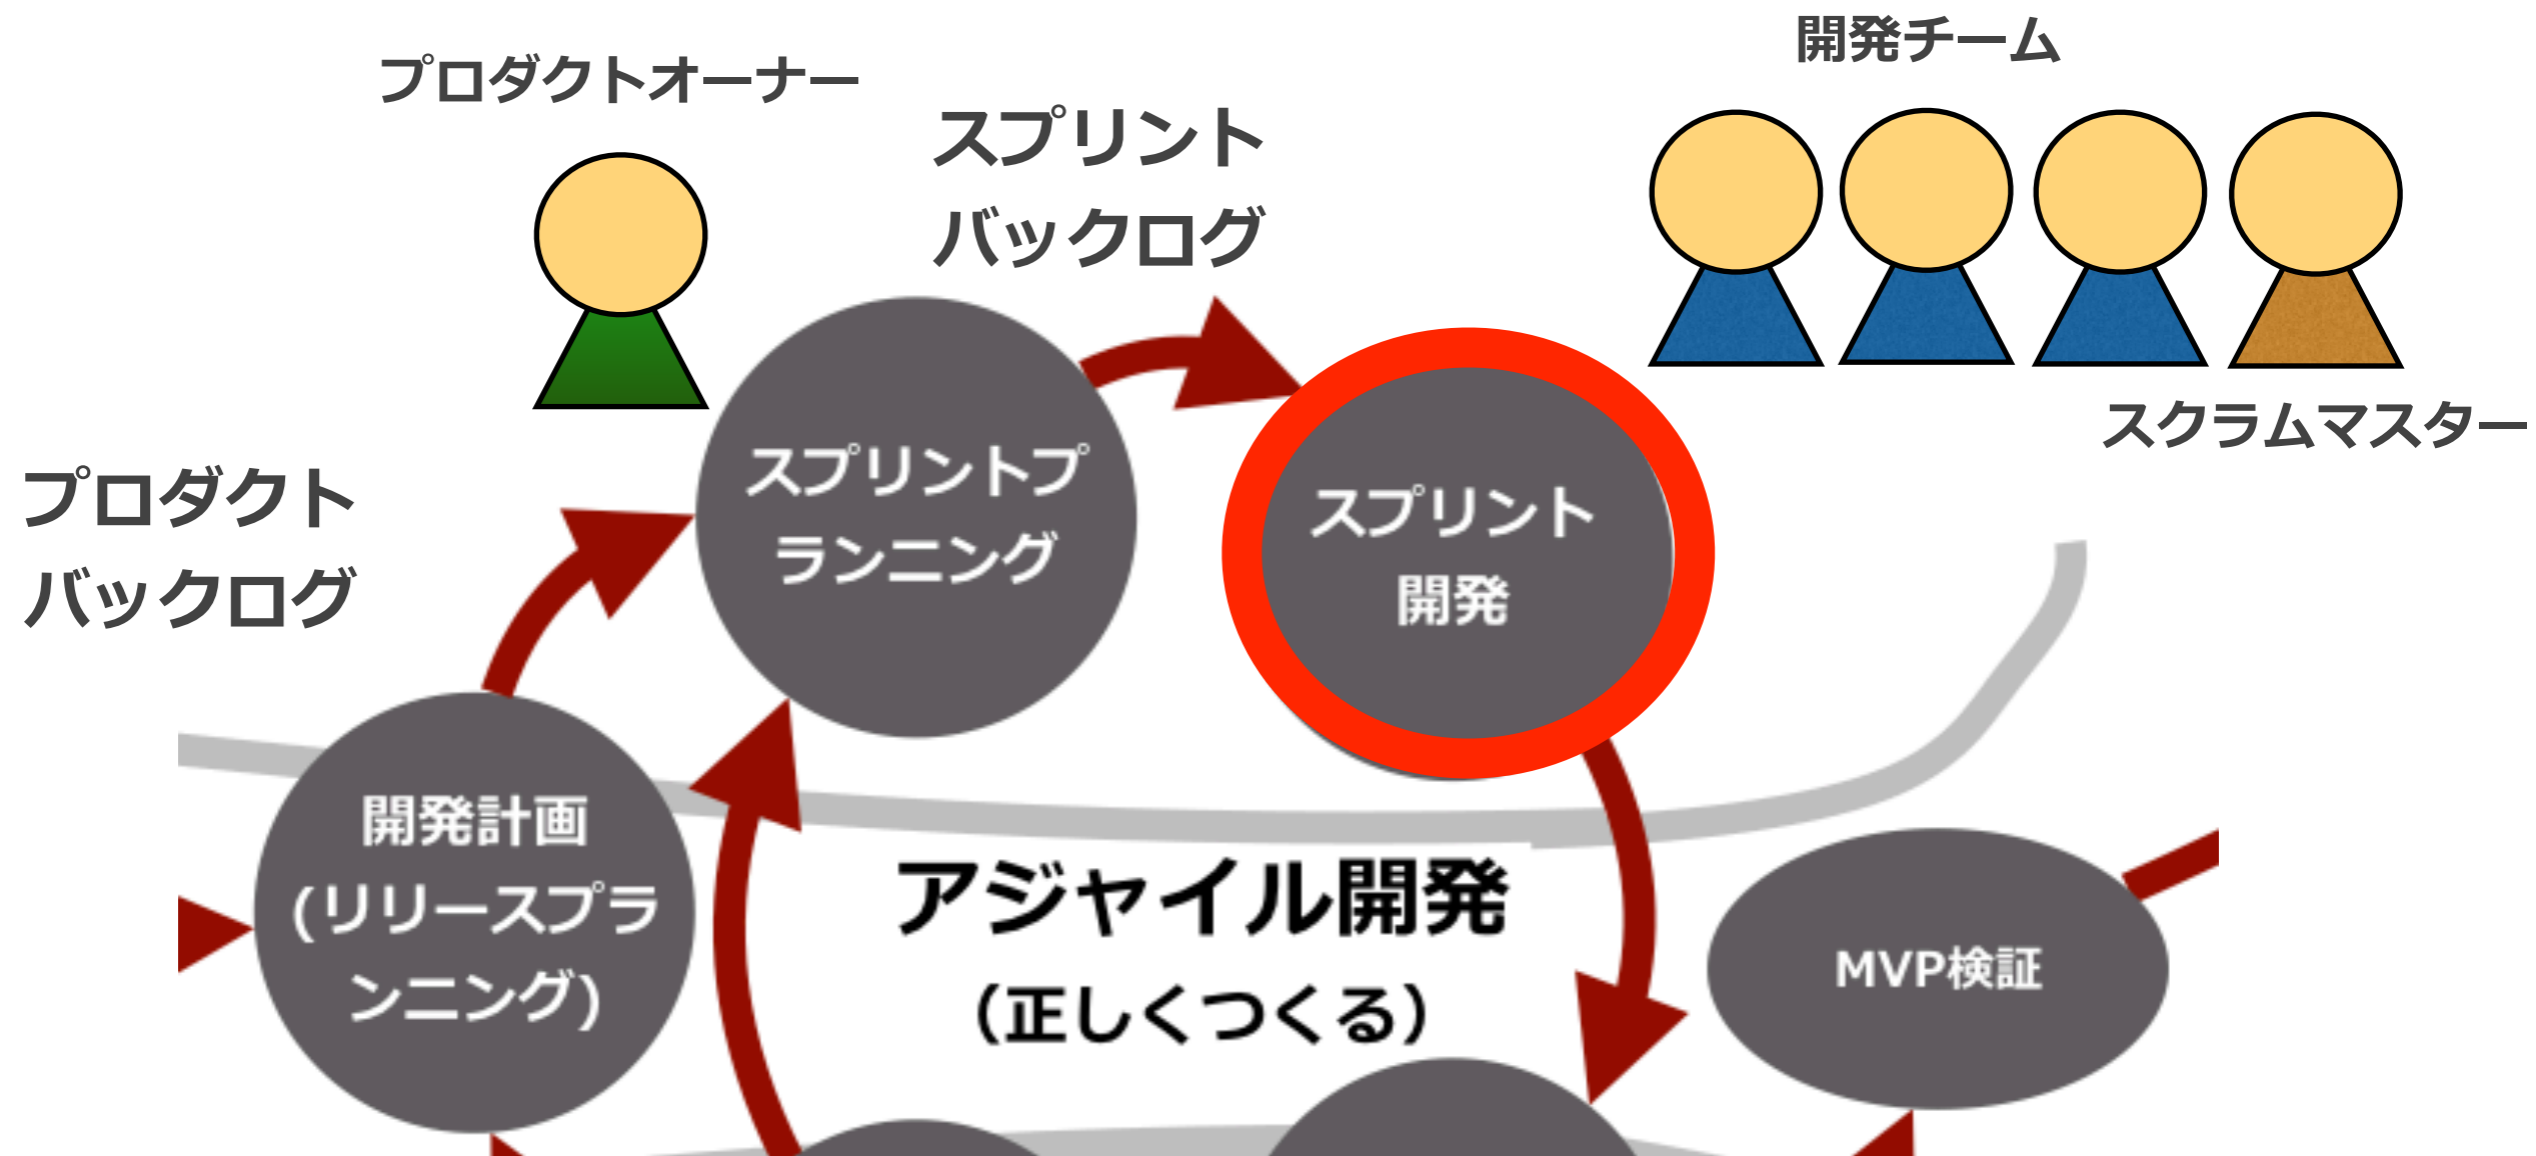 開発チーム
プロダクトオーナー
スプリント
バックログ
スクラムマスター
プロダクト
バックログ
スプリントプ
ランニング
スプリント
開発
開発計画
(リリースプラ
ンニング)
アジャイル開発
（正しくつくる）
MVP検証